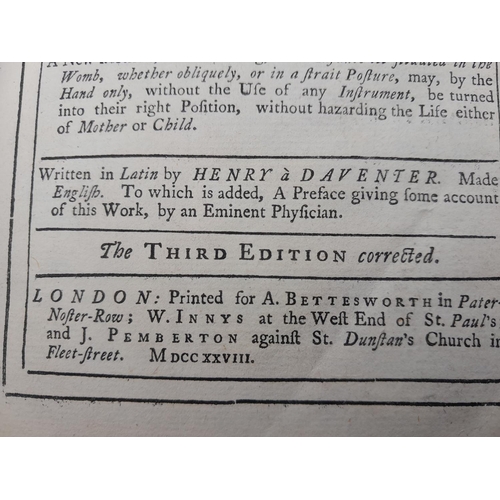 A New
in the
Womb, whether obliquely, or in a ſtrait Poſture, may, by the
Hand only, without the Uſe of any Inſtrument, be turned
into their right Poſition, without hazarding the Life either
of Mother or Child.
Written in Latin by HENRY à DAVENTER. Made
Engliſh. To which is added, A Preface giving ſome account
of this Work, by an Eminent Phyſician.
The THIRD EDITION corrected.
LONDON: Printed for A. BETTESWORTH in Pater-
Noſter-Row; W. INNYS at the Weſt End of St. Paul's
and J. PEMBERTON againſt St. Dunſtan's Church in
Fleet-ſtreet. MDCCXXVIII.